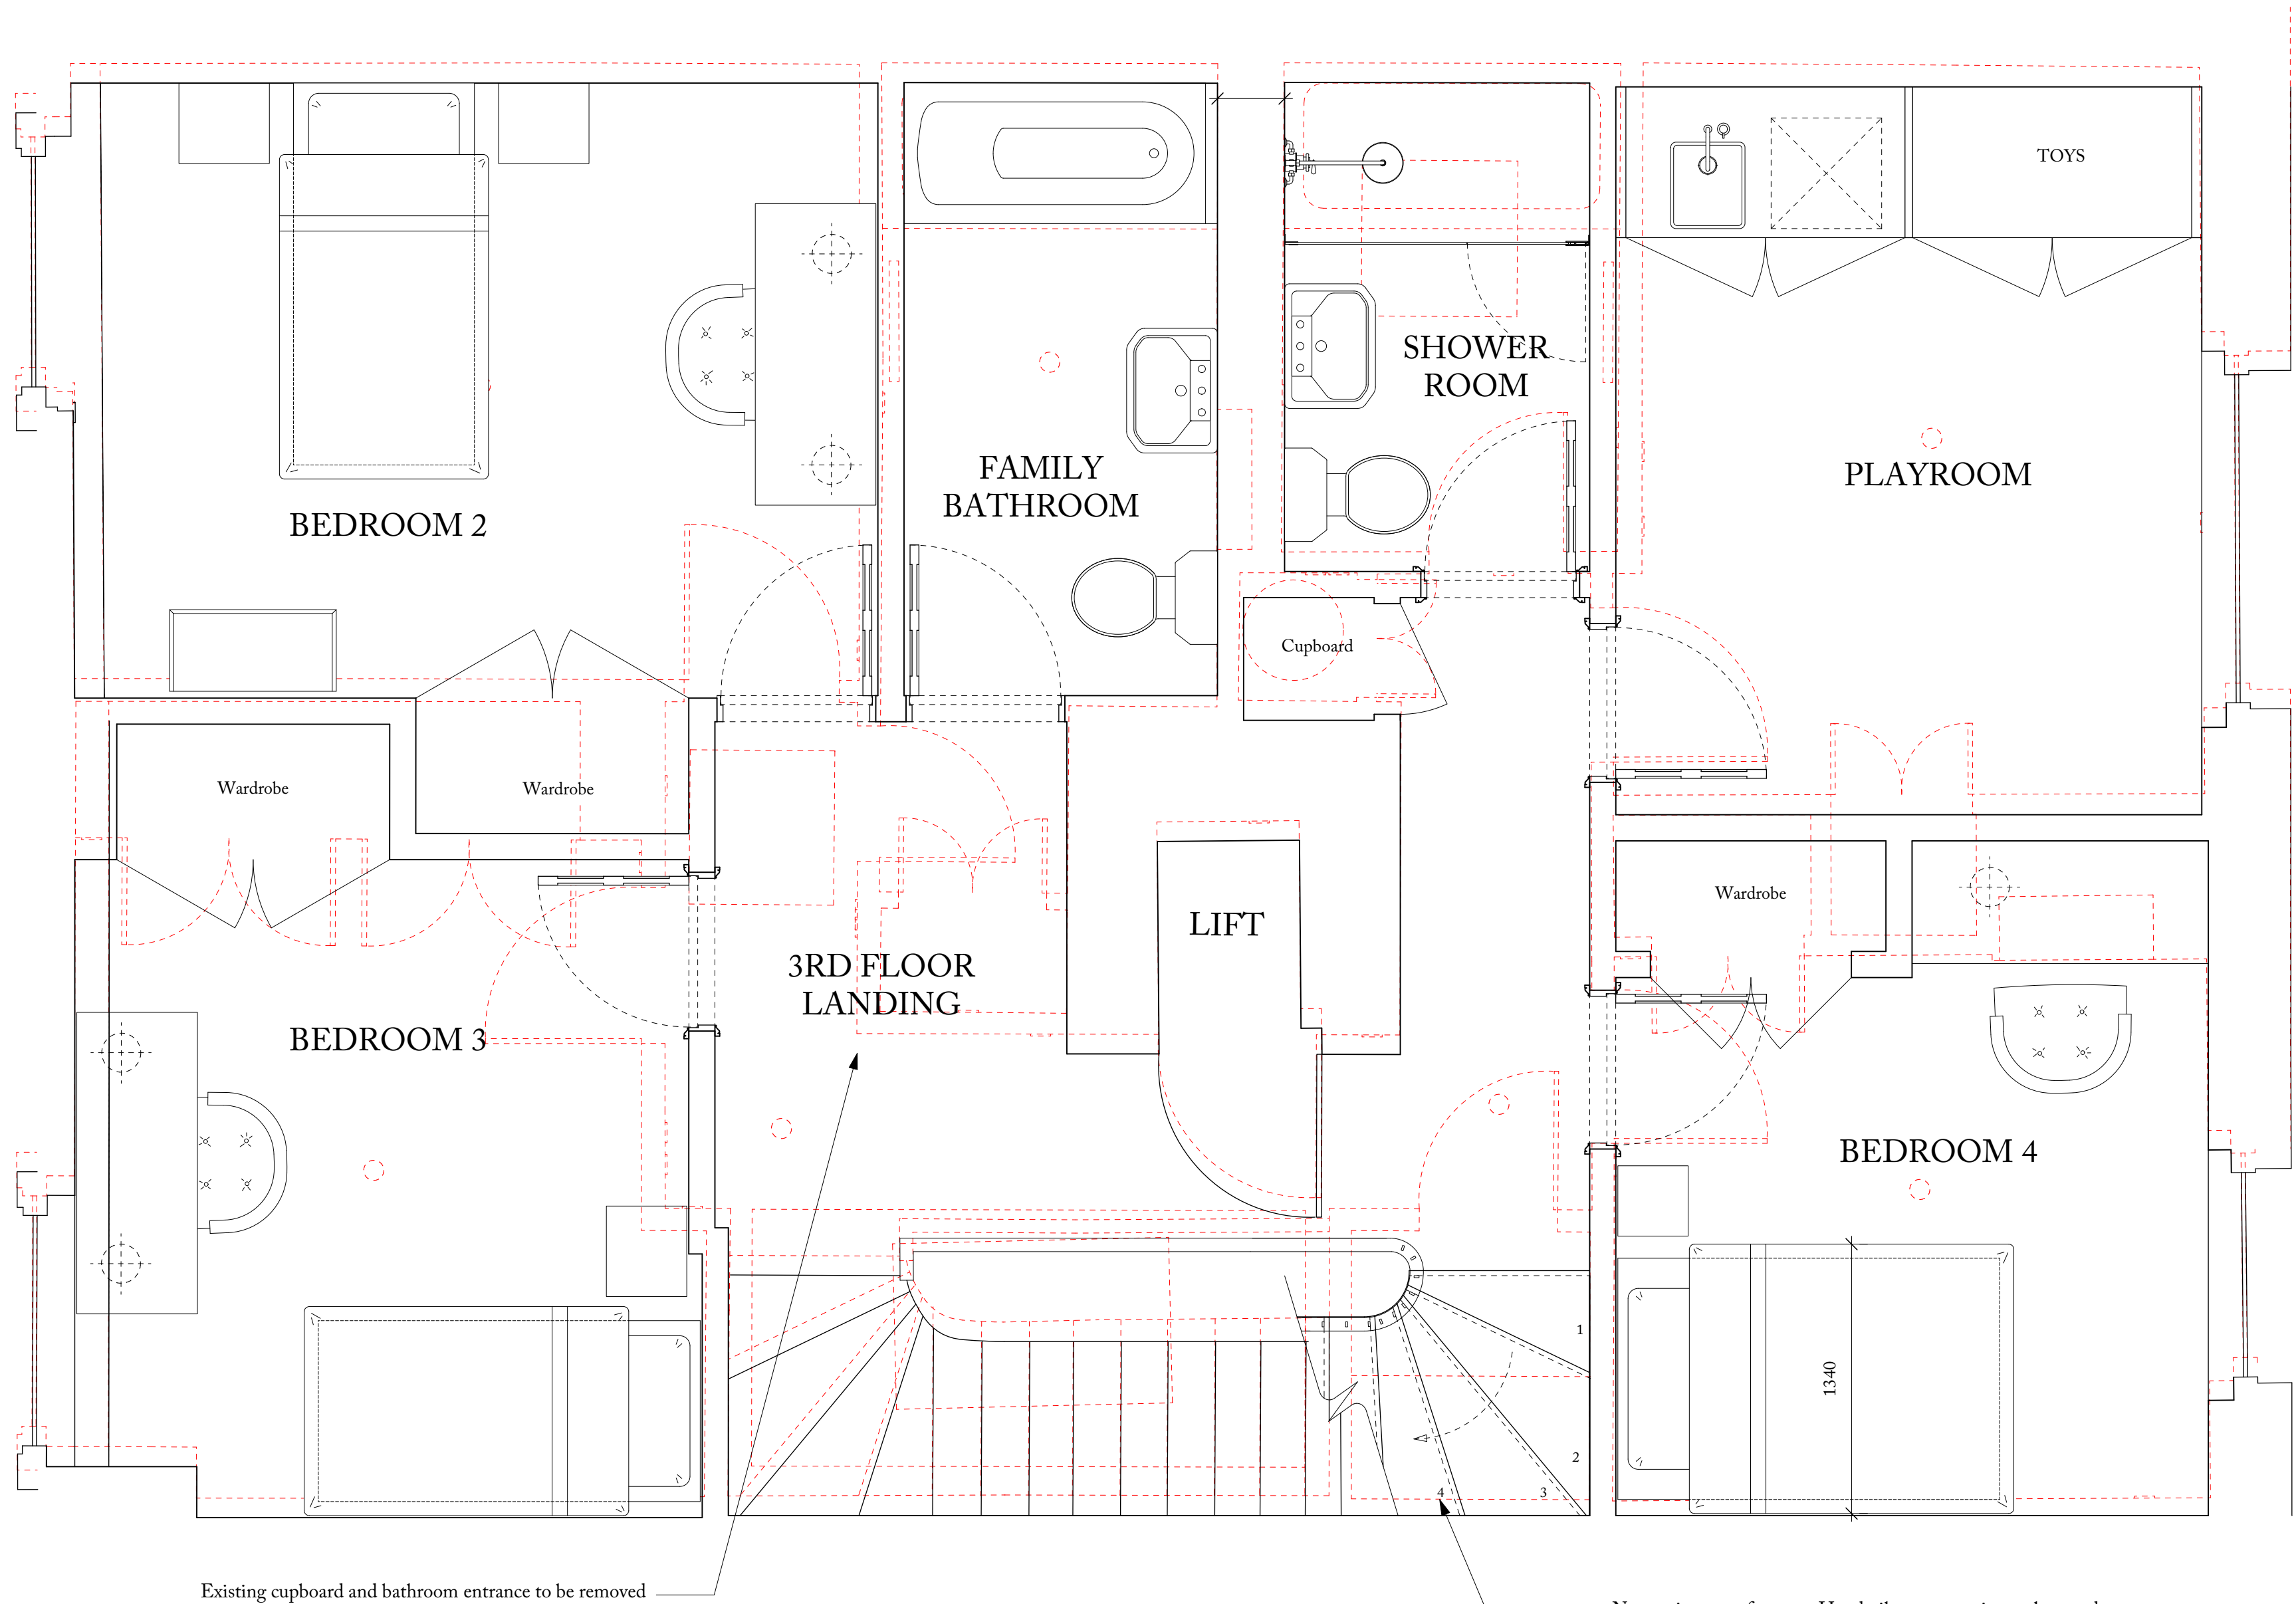 TOYS
SHOWER
ROOM
FAMILY
BATHROOM
PLAYROOM
BEDROOM 2
Cupboard
Wardrobe
Wardrobe
Wardrobe
LIFT
3RD FLOOR
LANDING
BEDROOM 3
BEDROOM 4
1
1340
2
4
3
Existing cupboard and bathroom entrance to be removed